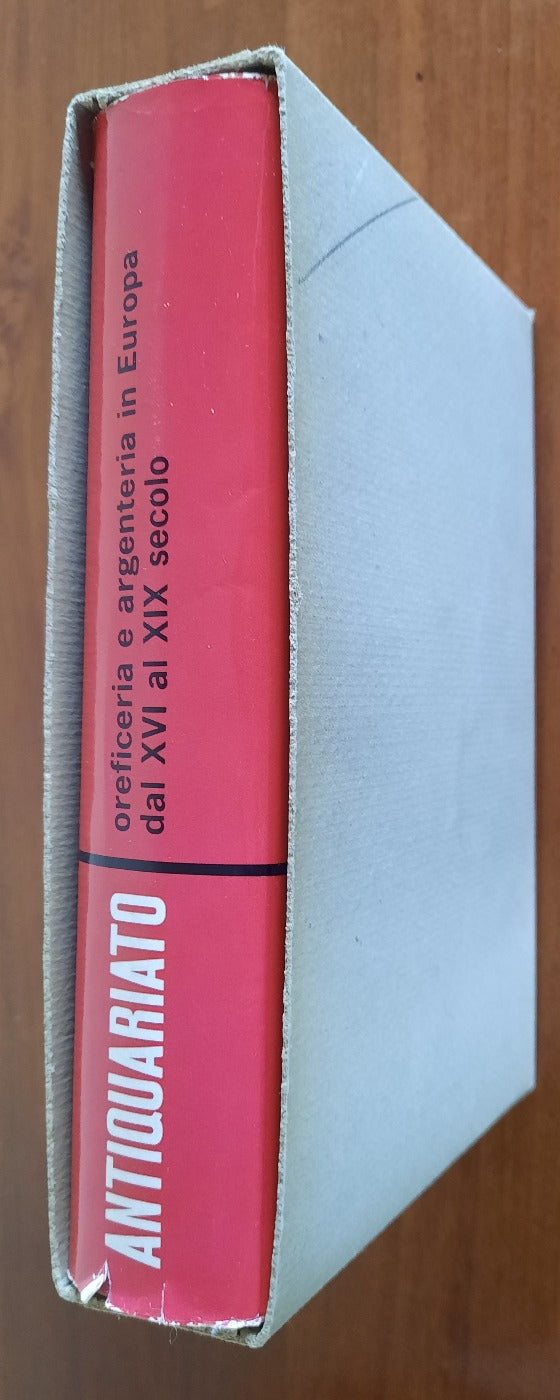 ANTIQUARIATO
oreficeria e argenteria in Europa
dal XVI al XIX secolo